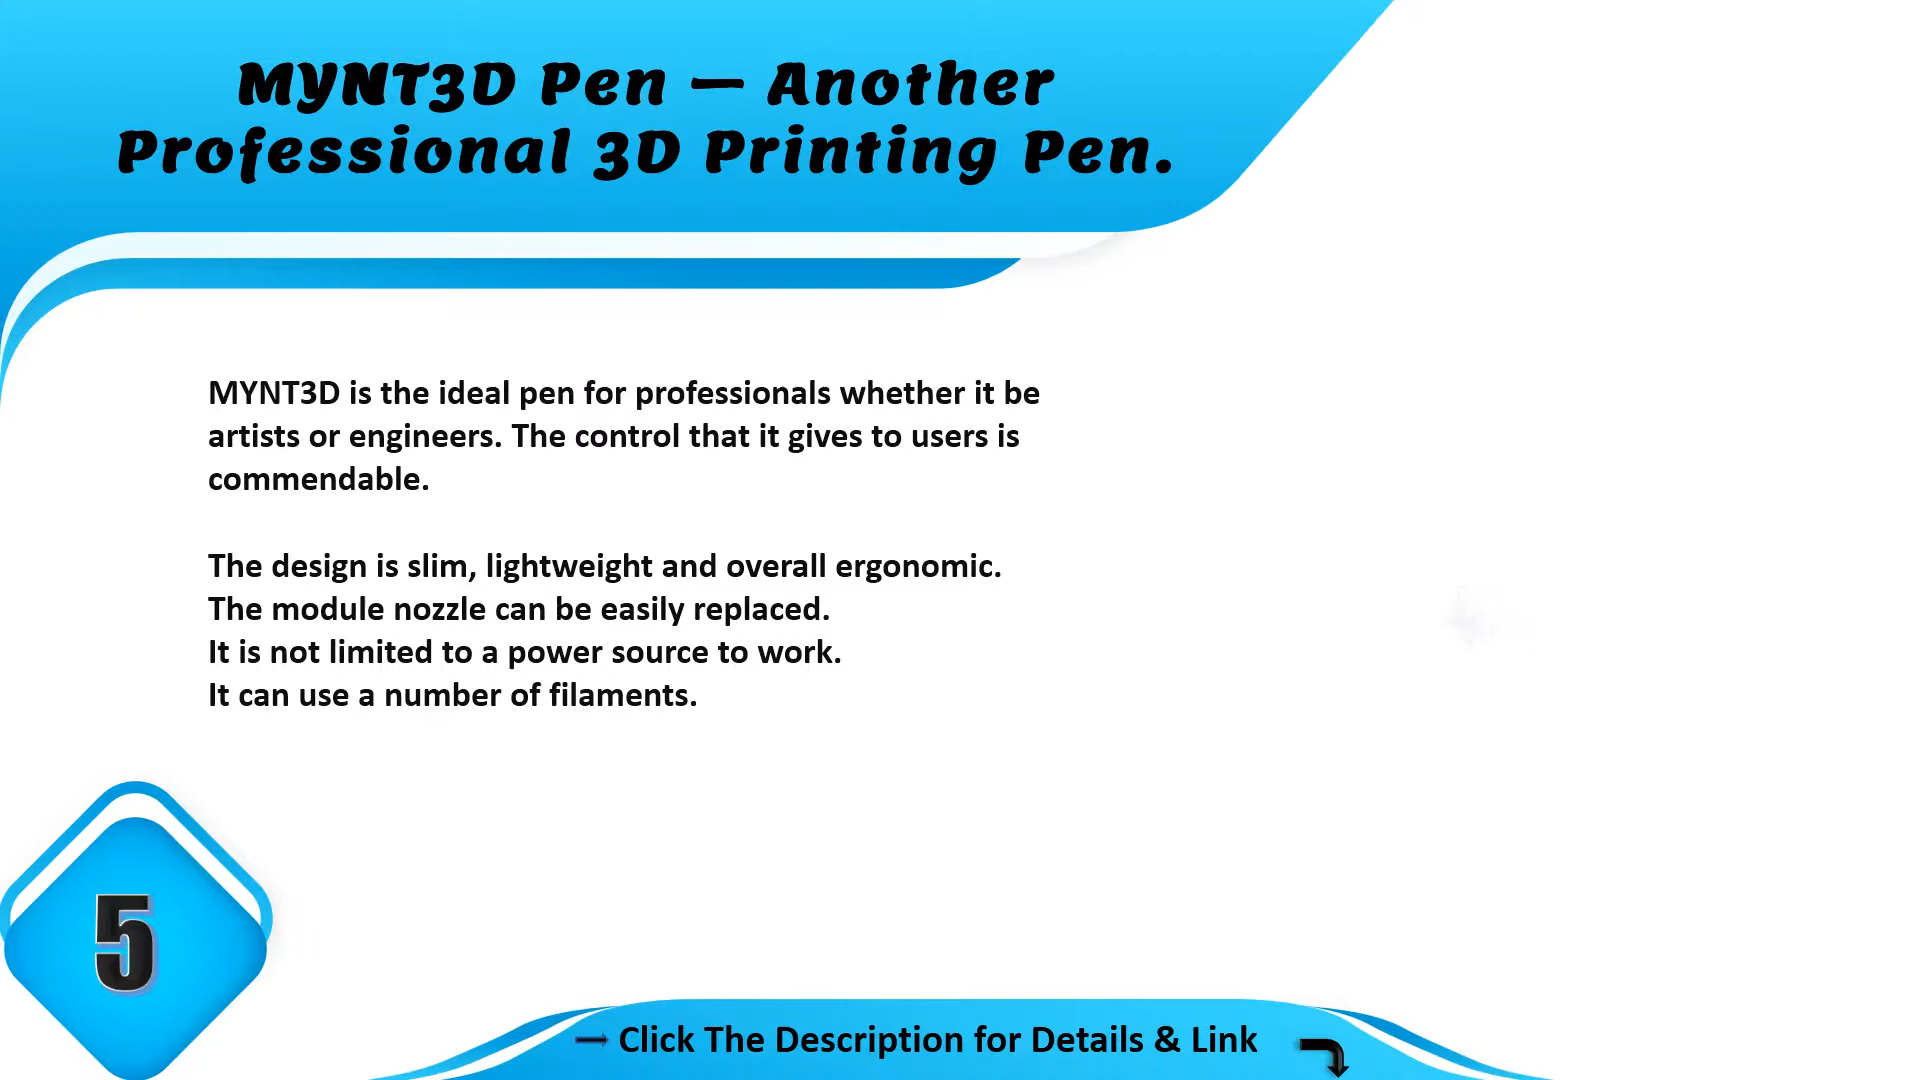 MYNT3D Pen — Another
Professional 3D Printing Pen.
MYNT3D is the ideal pen for professionals whether it be
artists or engineers. The control that it gives to users is
commendable.
The design is slim, lightweight and overall ergonomic.
The module nozzle can be easily replaced.
It is not limited to a power source to work.
It can use a number of filaments.
5
Click The Description for Details & Link